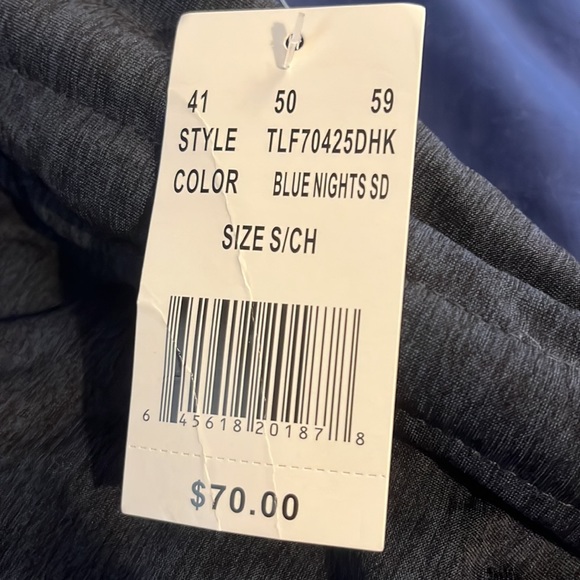 41 50 59
STYLE TLF70425DHK
COLOR BLUE NIGHTS SD
SIZE S/CH
6 45618 20187 8
$70.00